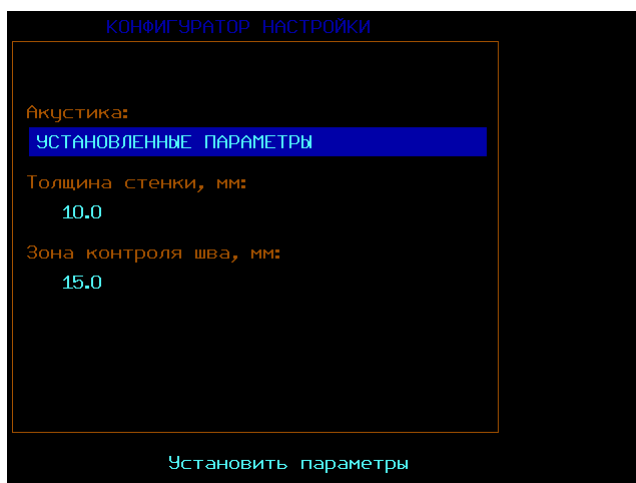 КОНФИГУРАТОР НАСТРОЙКИ
Акустика:
УСТАНОВЛЕННЫЕ ПАРАМЕТРЫ
Толщина стенки, мм:
10.0
Зона контроля шва, мм:
15.0
Установить параметры